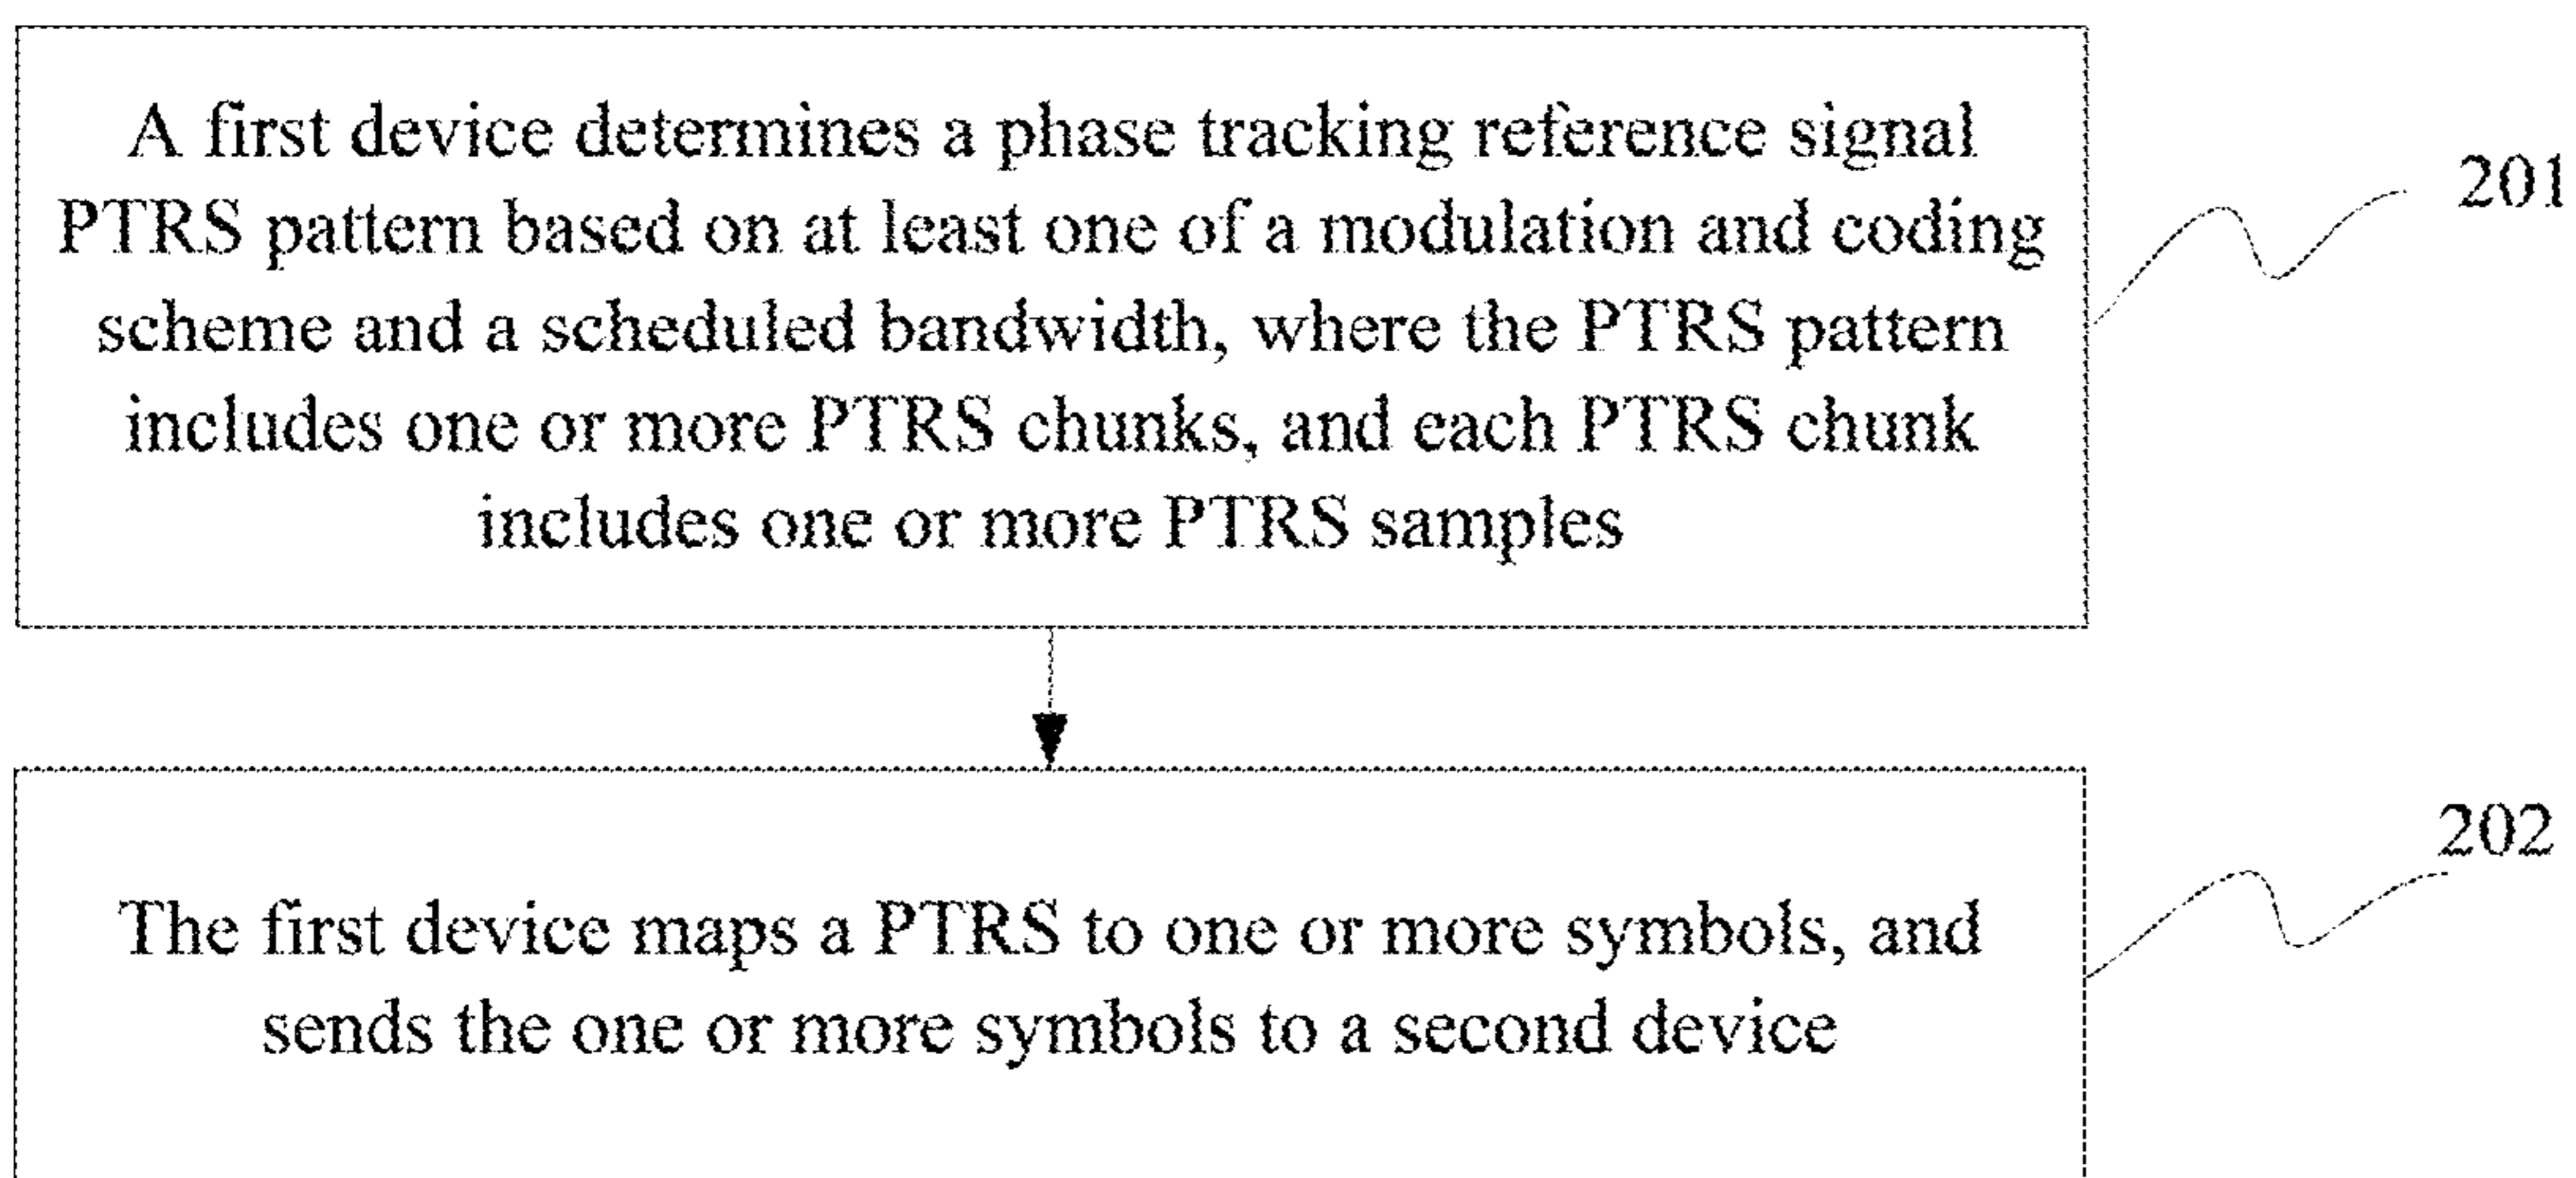 A first device determines a phase tracking reference signal
PTRS pattern based on at least one of a modulation and coding
scheme and a scheduled bandwidth, where the PTRS pattern
includes one or more PTRS chunks, and each PTRS chunk
includes one or more PTRS samples
201
The first device maps a PTRS to one or more symbols, and
sends the one or more symbols to a second device
202